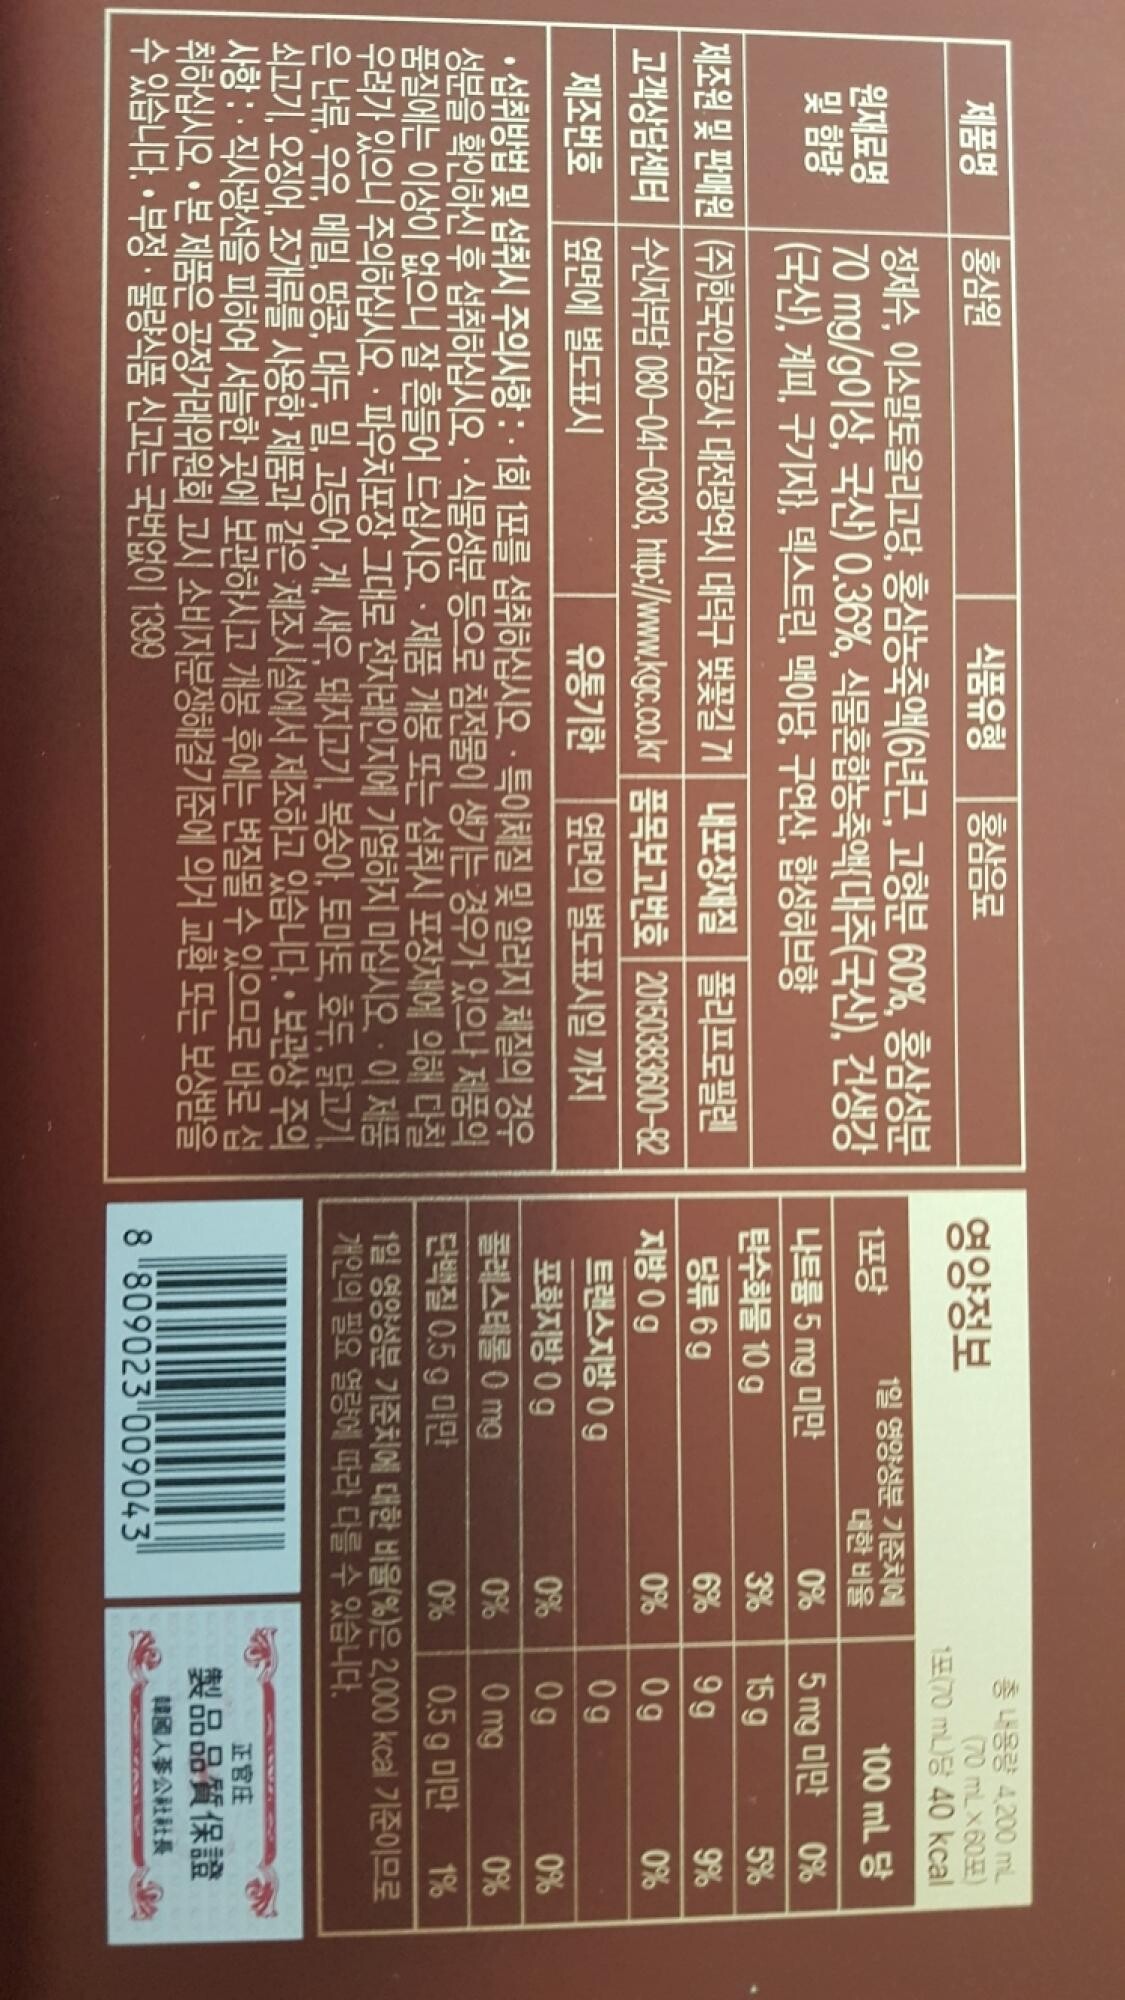 제품명 홍삼원 식품유형 홍삼음료
원재료명 및 함량
정제수, 이소말토올리고당, 홍삼농축액(6년근, 고형분 60%, 홍삼성분
70 mg/g이상, 국산) 0.36%, 식물혼합농축액{대추(국산), 건생강
(국산), 계피, 구기자}, 덱스트린, 맥아당, 구연산, 합성허브향
제조원 및 판매원 (주)한국인삼공사 대전광역시 대덕구 벚꽃길 71 내포장재질 폴리프로필렌
고객상담센터 수신자부담 080-041-0303, http://www.kgc.co.kr 품목보고번호 20150383600-82
제조번호 옆면에 별도표시 유통기한 옆면의 별도표시일 까지
• 섭취방법 및 섭취시 주의사항 : · 1회 1포를 섭취하십시오. · 특이체질 및 알러지 체질의 경우
성분을 확인하신 후 섭취하십시오. · 식물성분 등으로 침전물이 생기는 경우가 있으나 제품의
품질에는 이상이 없으니 잘 흔들어 드십시오. · 제품 개봉 또는 섭취시 포장재에 의해 다칠
우려가 있으니 주의하십시오. · 파우치포장 그대로 전자레인지에 가열하지 마십시오. · 이 제품
은 난류, 우유, 메밀, 땅콩, 대두, 밀, 고등어, 게, 새우, 돼지고기, 복숭아, 토마토, 호두, 닭고기,
쇠고기, 오징어, 조개류를 사용한 제품과 같은 제조시설에서 제조하고 있습니다. • 보관상 주의
사항 : · 직사광선을 피하여 서늘한 곳에 보관하시고 개봉 후에는 변질될 수 있으므로 바로 섭
취하십시오. • 본 제품은 공정거래위원회 고시 소비자분쟁해결기준에 의거 교환 또는 보상받을
수 있습니다. • 부정 · 불량식품 신고는 국번없이 1399
영양정보
총 내용량 4,200 mL
(70 mL X 60포)
1포(70 mL)당 40 kcal
1포당 1일 영양성분 기준치에 대한 비율 100 mL 당
나트륨 5 mg 미만 0% 5 mg 미만 0%
탄수화물 10 g 3% 15 g 5%
당류 6 g 6% 9 g 9%
지방 0 g 0% 0 g 0%
트랜스지방 0 g 0 g
포화지방 0 g 0% 0 g 0%
콜레스테롤 0 mg 0% 0 mg 0%
단백질 0.5 g 미만 0% 0.5 g 미만 1%
1일 영양성분 기준치에 대한 비율(%)은 2,000 kcal 기준이므로
개인의 필요 열량에 따라 다를 수 있습니다.
8 809023 009043
正官庄
製品品質保證
韓國人蔘公社社長